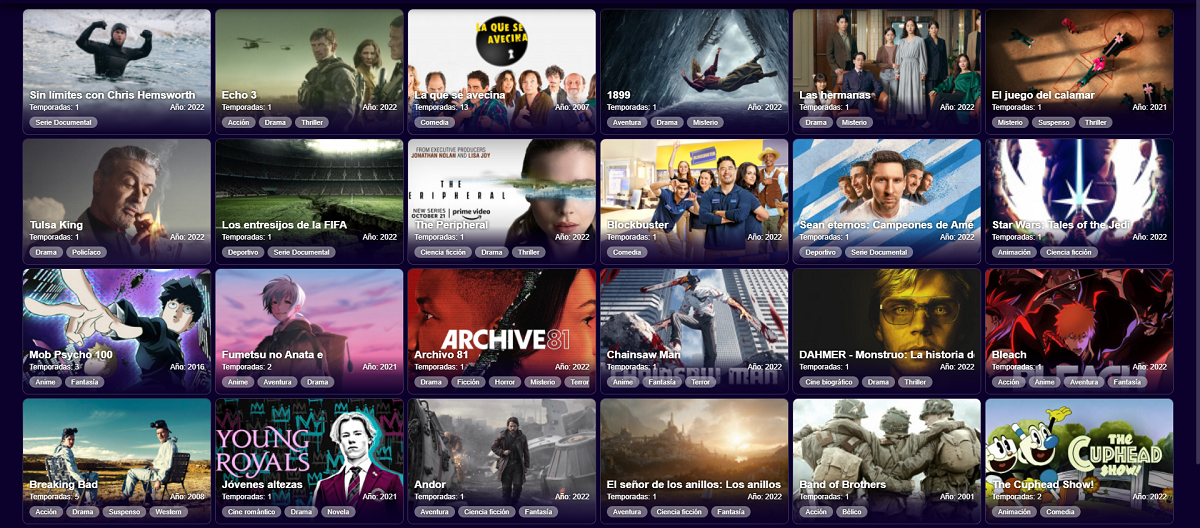 LA QUE SE
AVECINA
Sin límites con Chris Hemsworth
Temporadas: 1 Año: 2022
Serie Documental
Echo 3
Temporadas: 1 Año: 2022
Acción Drama Thriller
La que se avecina
Temporadas: 13 Año: 2007
Comedia
1899
Temporadas: 1 Año: 2022
Aventura Drama Misterio
Las hermanas
Temporadas: 1 Año: 2022
Drama Misterio
El juego del calamar
Temporadas: 1 Año: 2021
Misterio Suspenso Thriller
Tulsa King
Temporadas: 1 Año: 2022
Drama Policíaco
Los entresijos de la FIFA
Temporadas: 1 Año: 2022
Deportivo Serie Documental
FROM EXECUTIVE PRODUCERS
JONATHAN NOLAN AND LISA JOY
THE
PERIPHERAL
NEW SERIES
OCTOBER 21
prime video
The Peripheral
Temporadas: 1 Año: 2022
Ciencia ficción Drama Thriller
Blockbuster
Temporadas: 1 Año: 2022
Comedia
Sean eternos: Campeones de Amé
Temporadas: 1 Año: 2022
Deportivo Serie Documental
Star Wars: Tales of the Jedi
Temporadas: 1 Año: 2022
Animación Ciencia ficción
Mob Psycho 100
Temporadas: 3 Año: 2016
Anime Fantasía
Fumetsu no Anata e
Temporadas: 2 Año: 2021
Anime Aventura Drama
ARCHIVE 81
Archivo 81
Temporadas: 1 Año: 2022
Drama Ficción Horror Misterio Terror
CHAINSAW MAN
Chainsaw Man
Temporadas: 1 Año: 2022
Anime Fantasía Terror
DAHMER - Monstruo: La historia de
Temporadas: 1 Año: 2022
Cine biográfico Drama Thriller
BLEACH
Bleach
Temporadas: 1 Año: 2022
Acción Anime Aventura Fantasía
Breaking Bad
Temporadas: 5 Año: 2008
Acción Drama Suspenso Western
YOUNG
ROYALS
Jóvenes altezas
Temporadas: 1 Año: 2021
Cine romántico Drama Novela
Andor
Temporadas: 1 Año: 2022
Aventura Ciencia ficción Fantasía
El señor de los anillos: Los anillos
Temporadas: 1 Año: 2022
Aventura Ciencia ficción Fantasía
Band of Brothers
Temporadas: 1 Año: 2001
Acción Bélico
THE
CUPHEAD
SHOW!
The Cuphead Show!
Temporadas: 2 Año: 2022
Animación Comedia